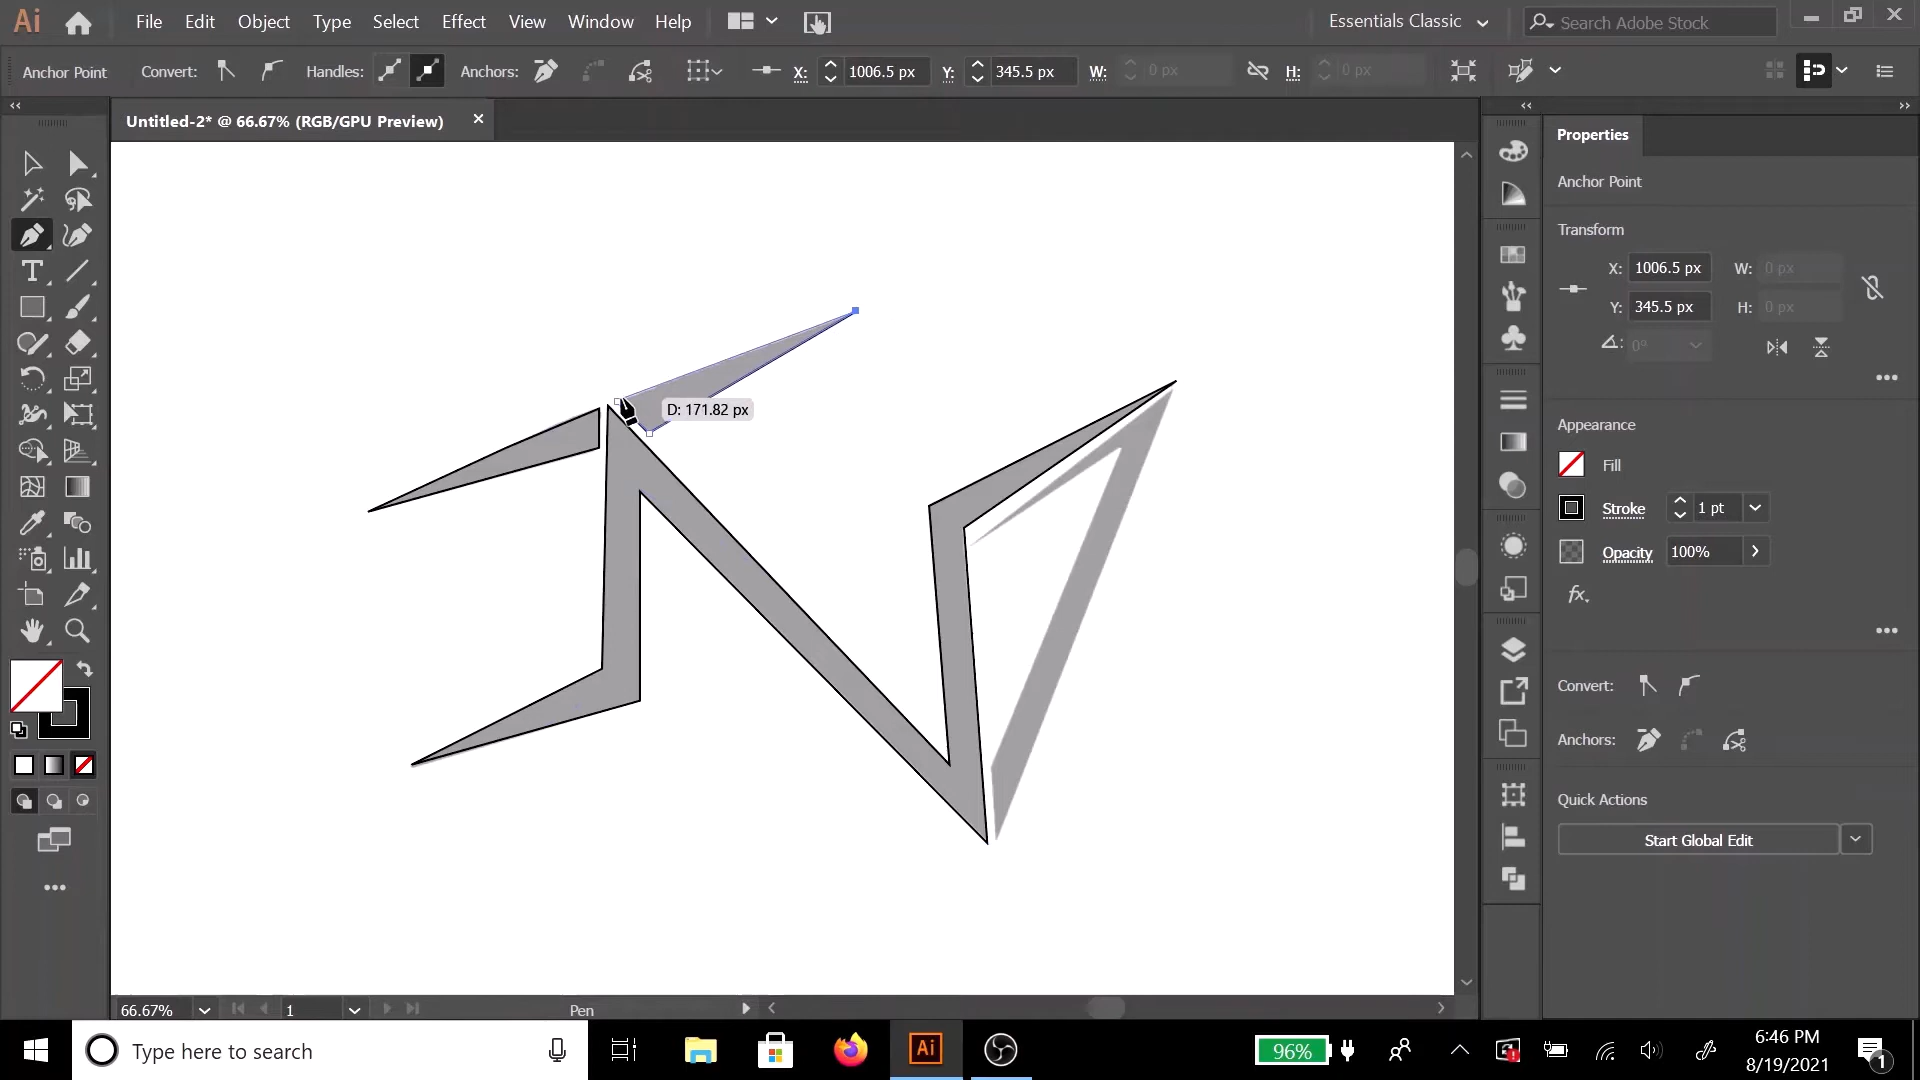 Ai File Edit Object Type Select Effect View Window Help Essentials Classic Search Adobe Stock
Anchor Point Convert: Handles: Anchors: X: 1006.5 px Y: 345.5 px W: 0 px H: 0 px
Untitled-2* @ 66.67% (RGB/GPU Preview)
Properties
Anchor Point
Transform
X: 1006.5 px W: 0 px
Y: 345.5 px H: 0 px
0°
D: 171.82 px
Appearance
Fill
Stroke 1 pt
Opacity 100%
fx.
Convert:
Anchors:
Quick Actions
Start Global Edit
66.67% 1 Pen
Type here to search
Ai
96%
6:46 PM
8/19/2021
1